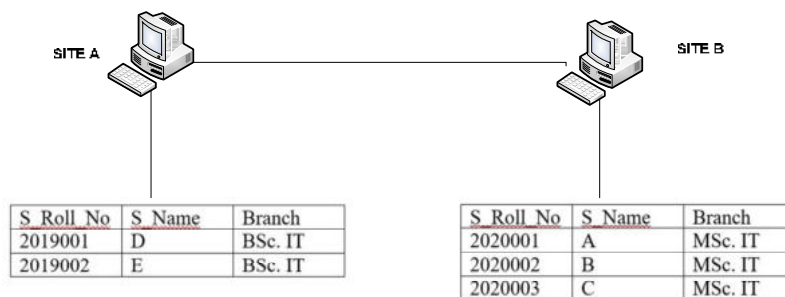 SITE A
SITE B
S_Roll_No S_Name Branch
2019001 D BSc. IT
2019002 E BSc. IT
S_Roll_No S_Name Branch
2020001 A MSc. IT
2020002 B MSc. IT
2020003 C MSc. IT